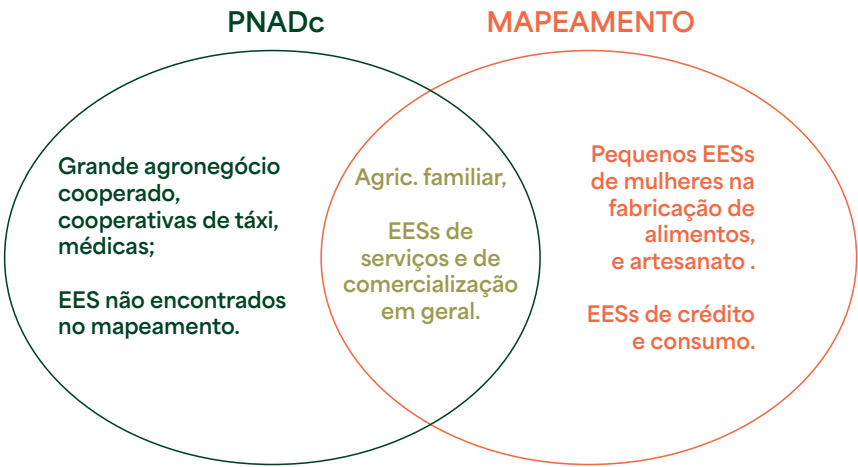 PNADc
MAPEAMENTO
Grande agronegócio
cooperado,
cooperativas de táxi,
médicas;
EES não encontrados
no mapeamento.
Agric. familiar,
EESs de
serviços e de
comercialização
em geral.
Pequenos EESs
de mulheres na
fabricação de
alimentos,
e artesanato .
EESs de crédito
e consumo.